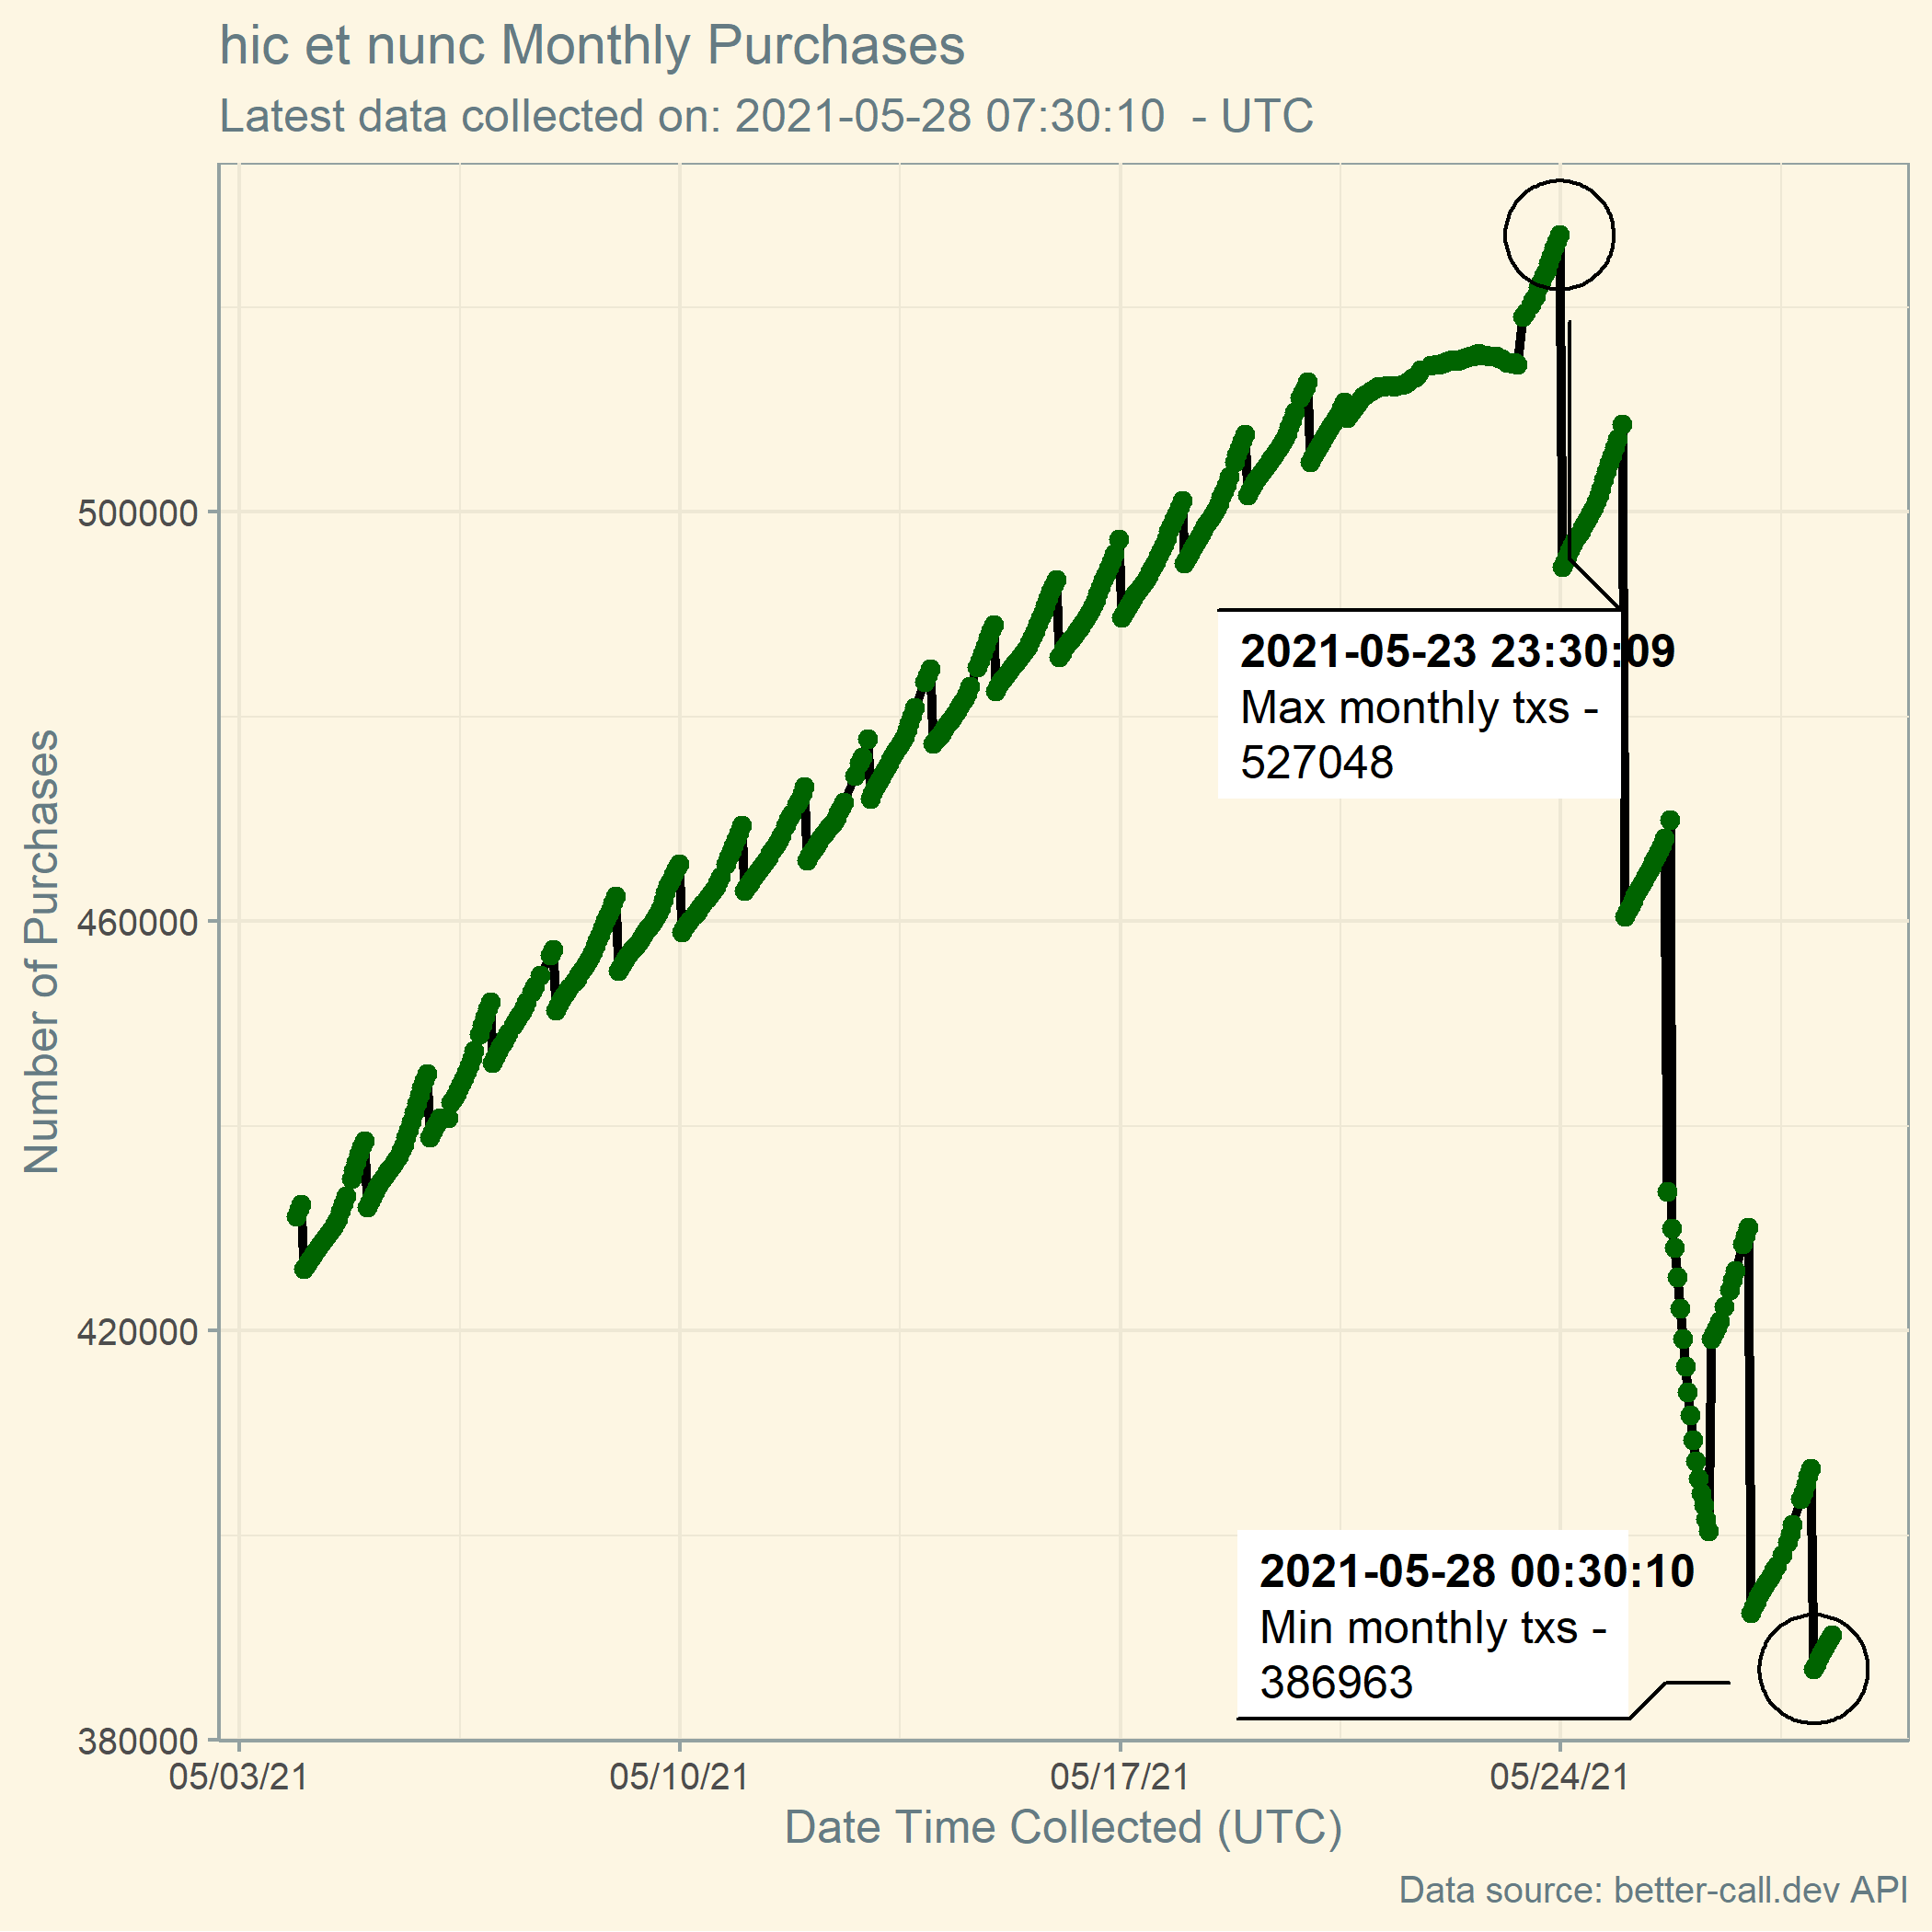 hic et nunc Monthly Purchases
Latest data collected on: 2021-05-28 07:30:10  - UTC
Number of Purchases
500000
460000
420000
380000
2021-05-23 23:30:09
Max monthly txs -
527048
2021-05-28 00:30:10
Min monthly txs -
386963
05/03/21
05/10/21
05/17/21
05/24/21
Date Time Collected (UTC)
Data source: better-call.dev API